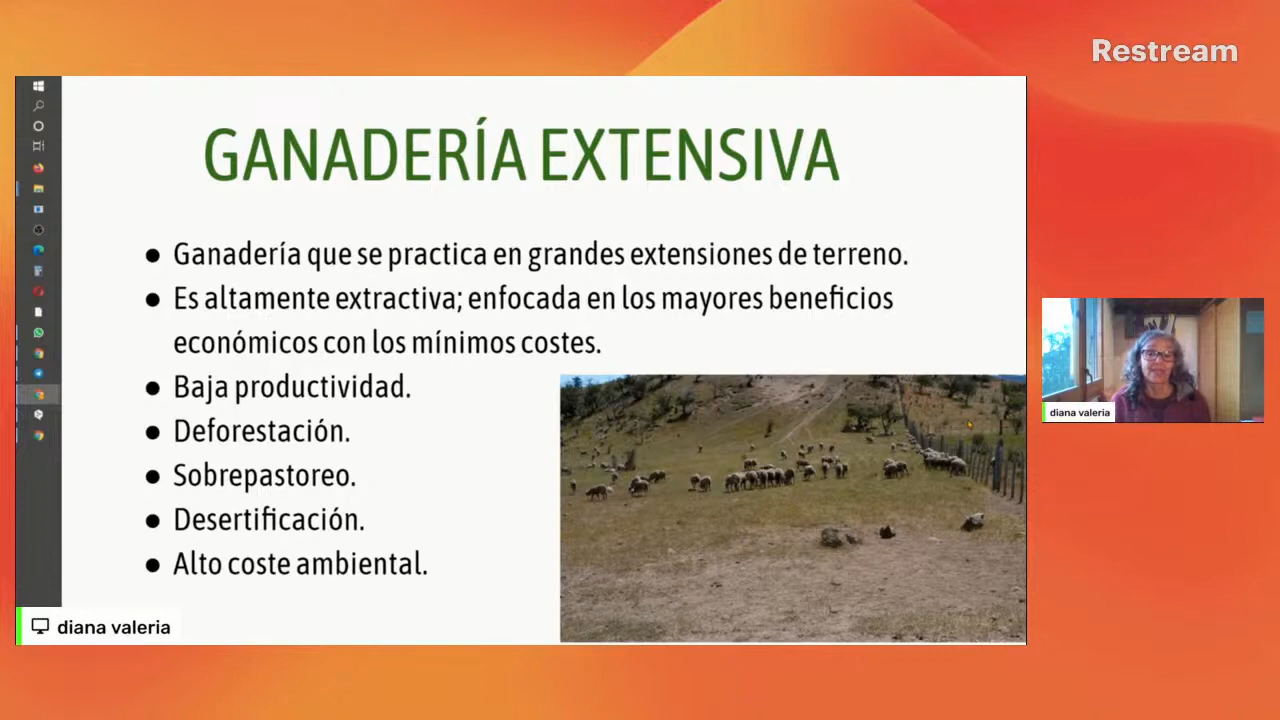 Restream
GANADERÍA EXTENSIVA
● Ganadería que se practica en grandes extensiones de terreno.
● Es altamente extractiva; enfocada en los mayores beneficios
económicos con los mínimos costes.
● Baja productividad.
● Deforestación.
● Sobrepastoreo.
● Desertificación.
● Alto coste ambiental.
diana valeria
diana valeria